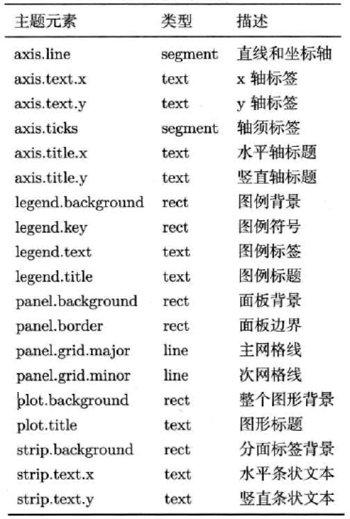 主题元素 类型 描述
axis.line segment 直线和坐标轴
axis.text.x text x 轴标签
axis.text.y text y 轴标签
axis.ticks segment 轴须标签
axis.title.x text 水平轴标题
axis.title.y text 竖直轴标题
legend.background rect 图例背景
legend.key rect 图例符号
legend.text text 图例标签
legend.title text 图例标题
panel.background rect 面板背景
panel.border rect 面板边界
panel.grid.major line 主网格线
panel.grid.minor line 次网格线
plot.background rect 整个图形背景
plot.title text 图形标题
strip.background rect 分面标签背景
strip.text.x text 水平条状文本
strip.text.y text 竖直条状文本